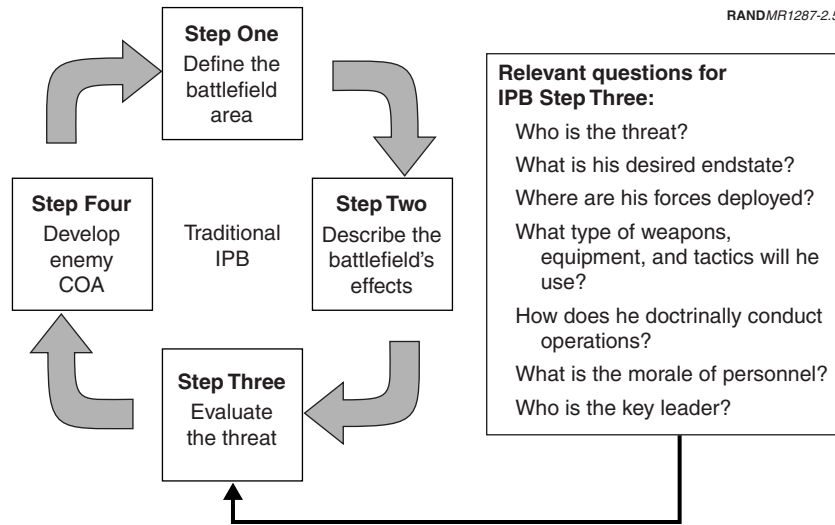 RANDMR1287-2.5
Step One
Define the
battlefield
area
Step Two
Describe the
battlefield's
effects
Step Three
Evaluate
the threat
Step Four
Develop
enemy
COA
Traditional
IPB
Relevant questions for
IPB Step Three:
Who is the threat?
What is his desired endstate?
Where are his forces deployed?
What type of weapons,
equipment, and tactics will he
use?
How does he doctrinally conduct
operations?
What is the morale of personnel?
Who is the key leader?